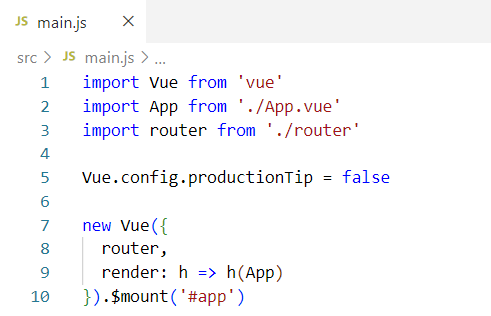 JS main.js ×
src > JS main.js > ...
1 import Vue from 'vue'
2 import App from './App.vue'
3 import router from './router'
4
5 Vue.config.productionTip = false
6
7 new Vue({
8   router,
9   render: h => h(App)
10 }).$mount('#app')